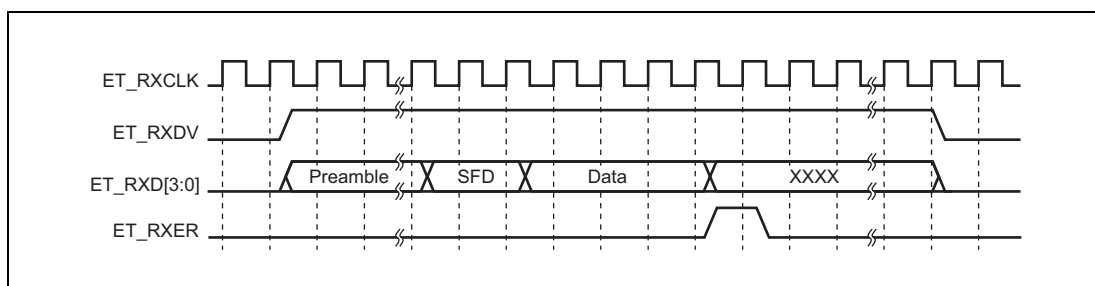 ET_RXCLK
ET_RXDV
ET_RXD[3:0] Preamble SFD Data XXXX
ET_RXER